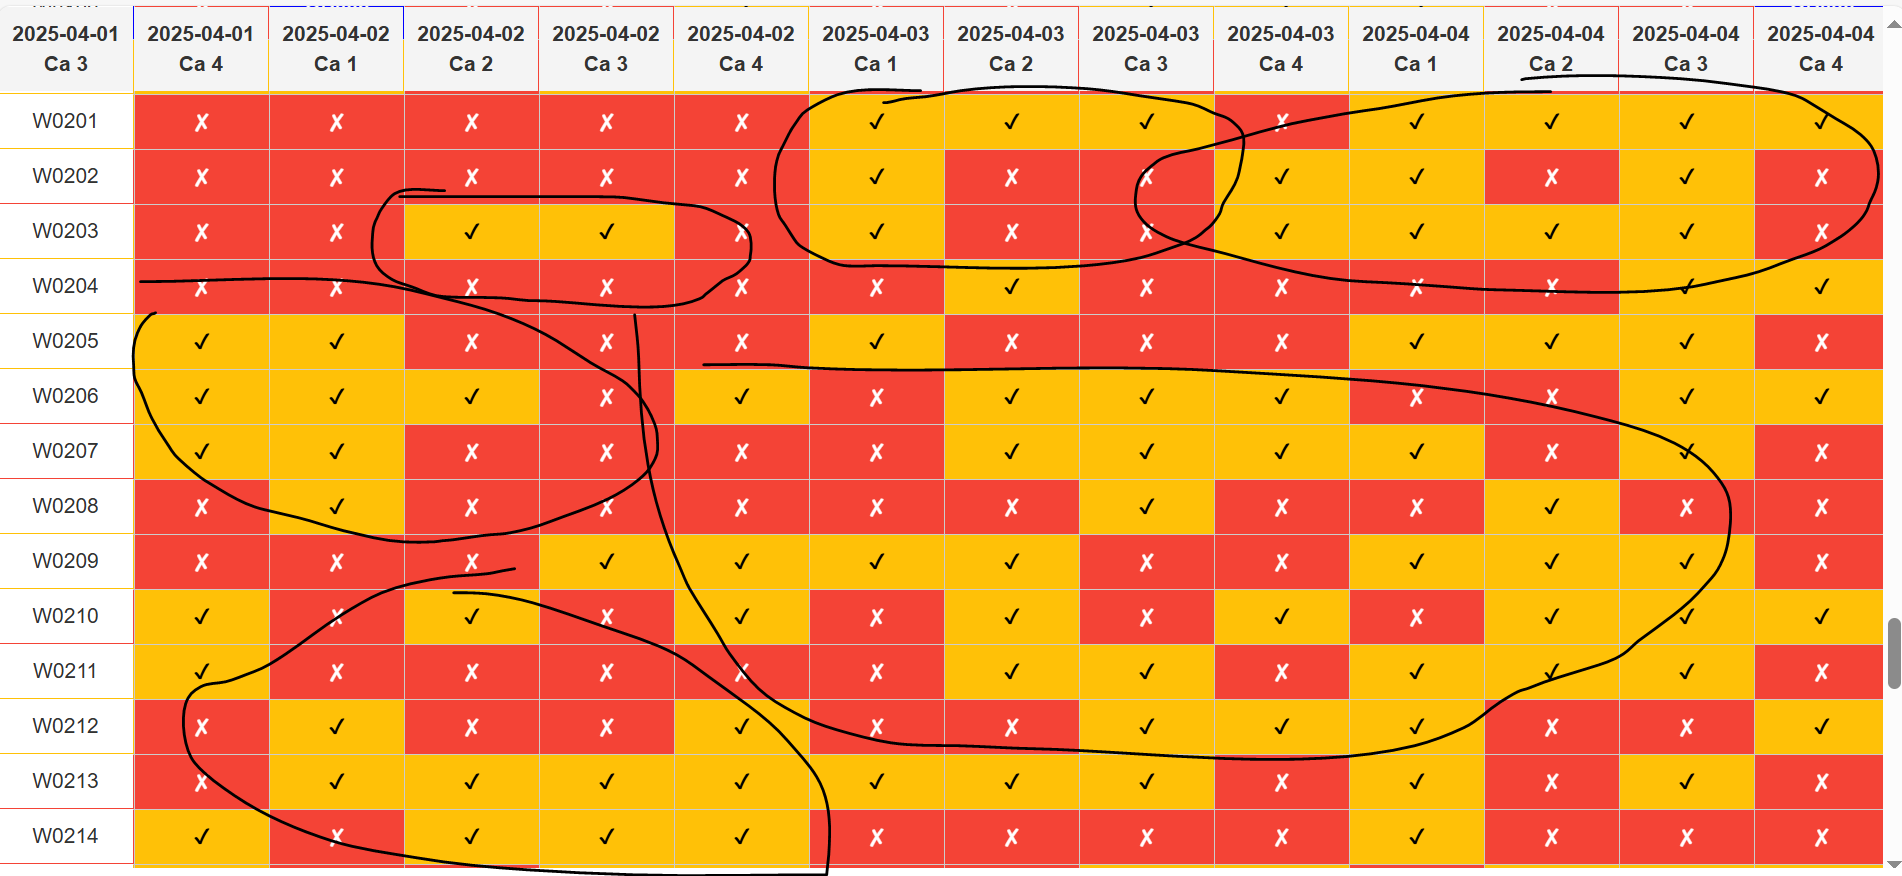 2025-04-01 2025-04-01 2025-04-02 2025-04-02 2025-04-02 2025-04-02 2025-04-03 2025-04-03 2025-04-03 2025-04-03 2025-04-04 2025-04-04 2025-04-04 2025-04-04
Ca 3 Ca 4 Ca 1 Ca 2 Ca 3 Ca 4 Ca 1 Ca 2 Ca 3 Ca 4 Ca 1 Ca 2 Ca 3 Ca 4
W0201 ✗ ✗ ✗ ✗ ✗ ✓ ✓ ✓ ✗ ✓ ✓ ✓ ✓
W0202 ✗ ✗ ✗ ✗ ✗ ✓ ✗ ✗ ✓ ✓ ✗ ✓ ✗
W0203 ✗ ✗ ✓ ✓ ✗ ✓ ✗ ✗ ✓ ✓ ✓ ✓ ✗
W0204 ✗ ✗ ✗ ✗ ✗ ✗ ✓ ✗ ✗ ✗ ✗ ✓ ✓
W0205 ✓ ✓ ✗ ✗ ✗ ✓ ✗ ✗ ✗ ✓ ✓ ✓ ✗
W0206 ✓ ✓ ✓ ✗ ✓ ✗ ✓ ✓ ✓ ✗ ✗ ✓ ✓
W0207 ✓ ✓ ✗ ✗ ✗ ✗ ✓ ✓ ✓ ✓ ✗ ✓ ✗
W0208 ✗ ✓ ✗ ✗ ✗ ✗ ✗ ✓ ✗ ✗ ✓ ✗ ✗
W0209 ✗ ✗ ✗ ✓ ✓ ✓ ✓ ✗ ✗ ✓ ✓ ✓ ✗
W0210 ✓ ✗ ✓ ✗ ✓ ✗ ✓ ✗ ✓ ✗ ✓ ✓ ✓
W0211 ✓ ✗ ✗ ✗ ✗ ✗ ✓ ✓ ✗ ✓ ✓ ✓ ✗
W0212 ✗ ✓ ✗ ✗ ✓ ✗ ✗ ✓ ✓ ✓ ✗ ✗ ✓
W0213 ✗ ✓ ✓ ✓ ✓ ✓ ✓ ✓ ✗ ✓ ✗ ✓ ✗
W0214 ✓ ✗ ✓ ✓ ✓ ✗ ✗ ✗ ✗ ✓ ✗ ✗ ✗